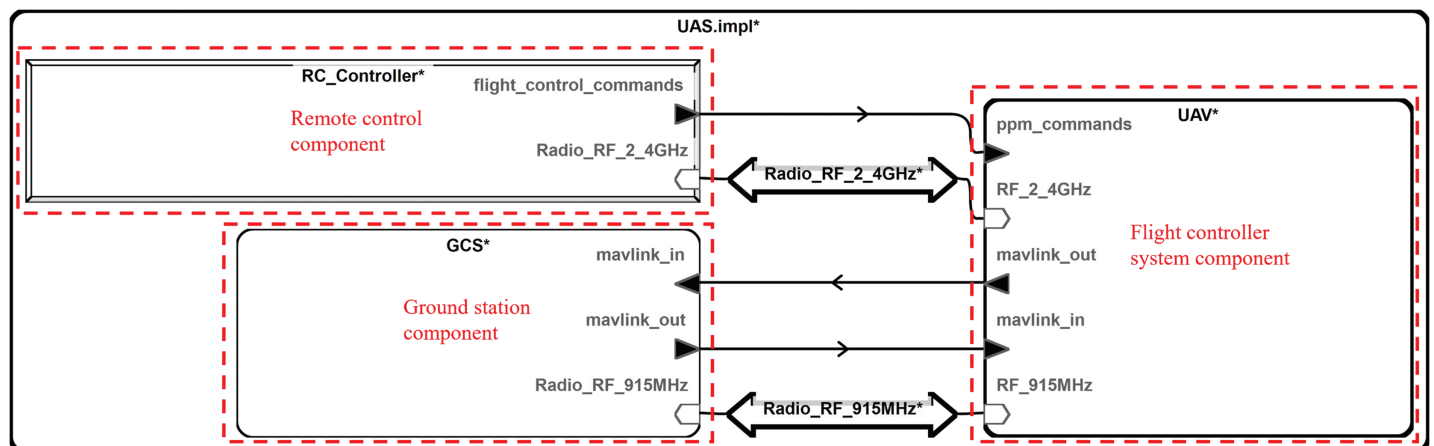 UAS.impl*
RC_Controller*
flight_control_commands
Remote control
component
Radio_RF_2_4GHz
Radio_RF_2_4GHz*
UAV*
ppm_commands
RF_2_4GHz
Flight controller
system component
mavlink_out
mavlink_in
RF_915MHz
GCS*
mavlink_in
Ground station
component
mavlink_out
Radio_RF_915MHz
Radio_RF_915MHz*